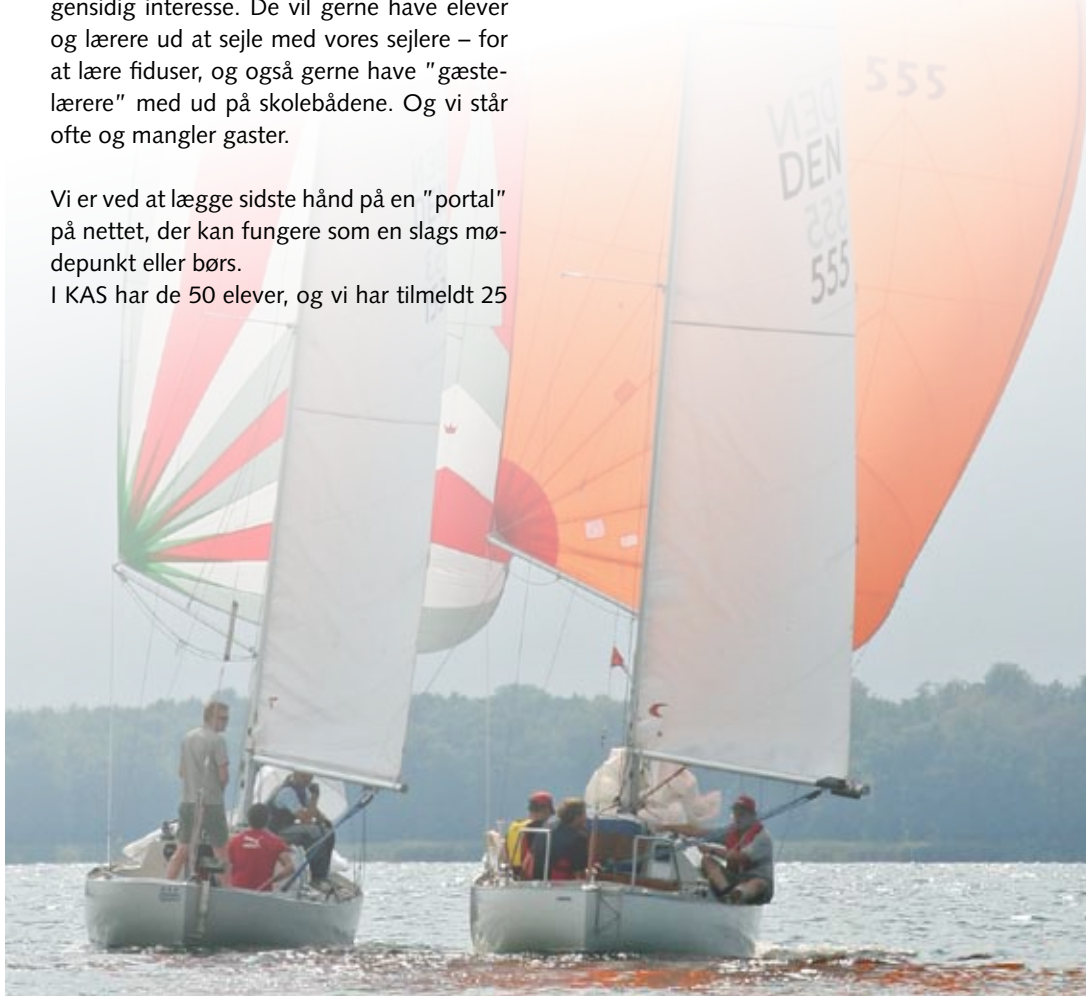 gensidig interesse. De vil gerne have elever
og lærere ud at sejle med vores sejlere – for
at lære fiduser, og også gerne have ”gæste-
lærere” med ud på skolebådene. Og vi står
ofte og mangler gaster.
Vi er ved at lægge sidste hånd på en ”portal”
på nettet, der kan fungere som en slags mø-
depunkt eller børs.
I KAS har de 50 elever, og vi har tilmeldt 25
555
DEN
DEN
555
555